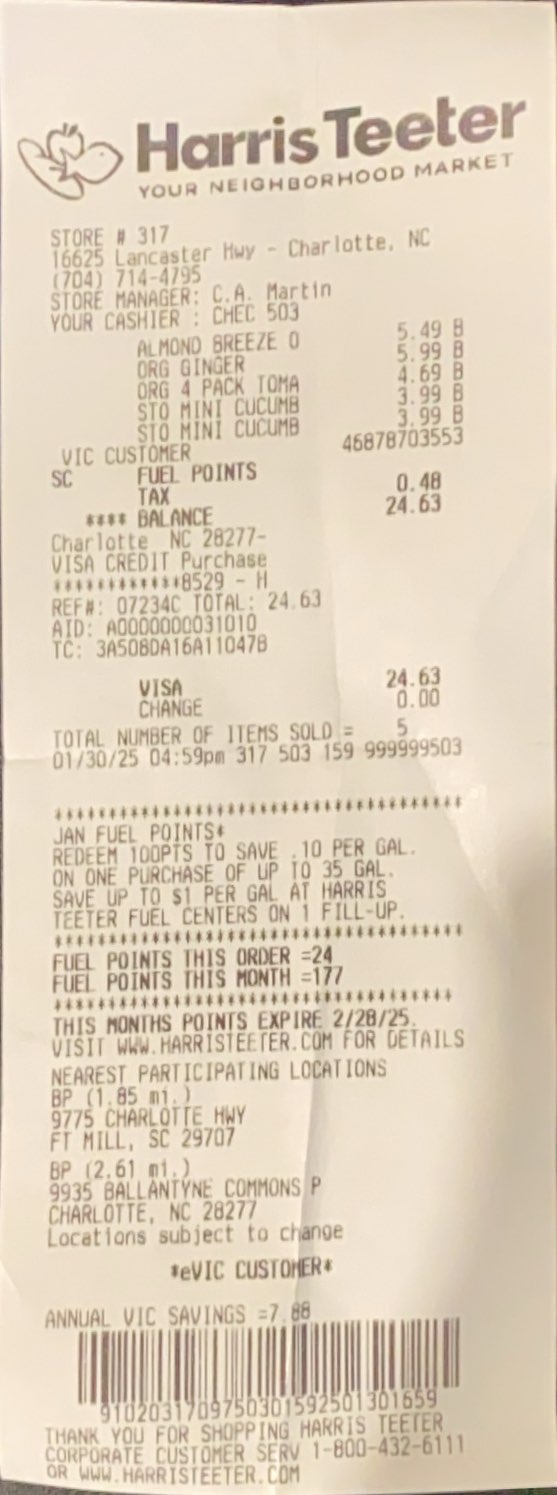 Harris Teeter
YOUR NEIGHBORHOOD MARKET
STORE # 317
16625 Lancaster Hwy - Charlotte, NC
(704) 714-4795
STORE MANAGER: C.A. Martin
YOUR CASHIER : CHEC 503
ALMOND BREEZE O 5.49 B
ORG GINGER 5.99 B
ORG 4 PACK TOMA 4.69 B
STO MINI CUCUMB 3.99 B
STO MINI CUCUMB 3.99 B
VIC CUSTOMER 46878703553
SC FUEL POINTS
TAX 0.48
**** BALANCE 24.63
Charlotte NC 28277-
VISA CREDIT Purchase
************8529 - H
REF#: 07234C TOTAL: 24.63
AID: A0000000031010
TC: 3A508DA16A11047B
VISA 24.63
CHANGE 0.00
TOTAL NUMBER OF ITEMS SOLD = 5
01/30/25 04:59pm 317 503 159 999999503
******************************************
JAN FUEL POINTS*
REDEEM 100PTS TO SAVE .10 PER GAL.
ON ONE PURCHASE OF UP TO 35 GAL.
SAVE UP TO $1 PER GAL AT HARRIS
TEETER FUEL CENTERS ON 1 FILL-UP.
******************************************
FUEL POINTS THIS ORDER =24
FUEL POINTS THIS MONTH =177
*****************************************
THIS MONTHS POINTS EXPIRE 2/28/25.
VISIT WWW.HARRISTEETER.COM FOR DETAILS
NEAREST PARTICIPATING LOCATIONS
BP (1.85 mi.)
9775 CHARLOTTE HWY
FT MILL, SC 29707
BP (2.61 mi.)
9935 BALLANTYNE COMMONS P
CHARLOTTE, NC 28277
Locations subject to change
*eVIC CUSTOMER*
ANNUAL VIC SAVINGS =7.88
9102031709750301592501301659
THANK YOU FOR SHOPPING HARRIS TEETER
CORPORATE CUSTOMER SERV 1-800-432-6111
OR WWW.HARRISTEETER.COM